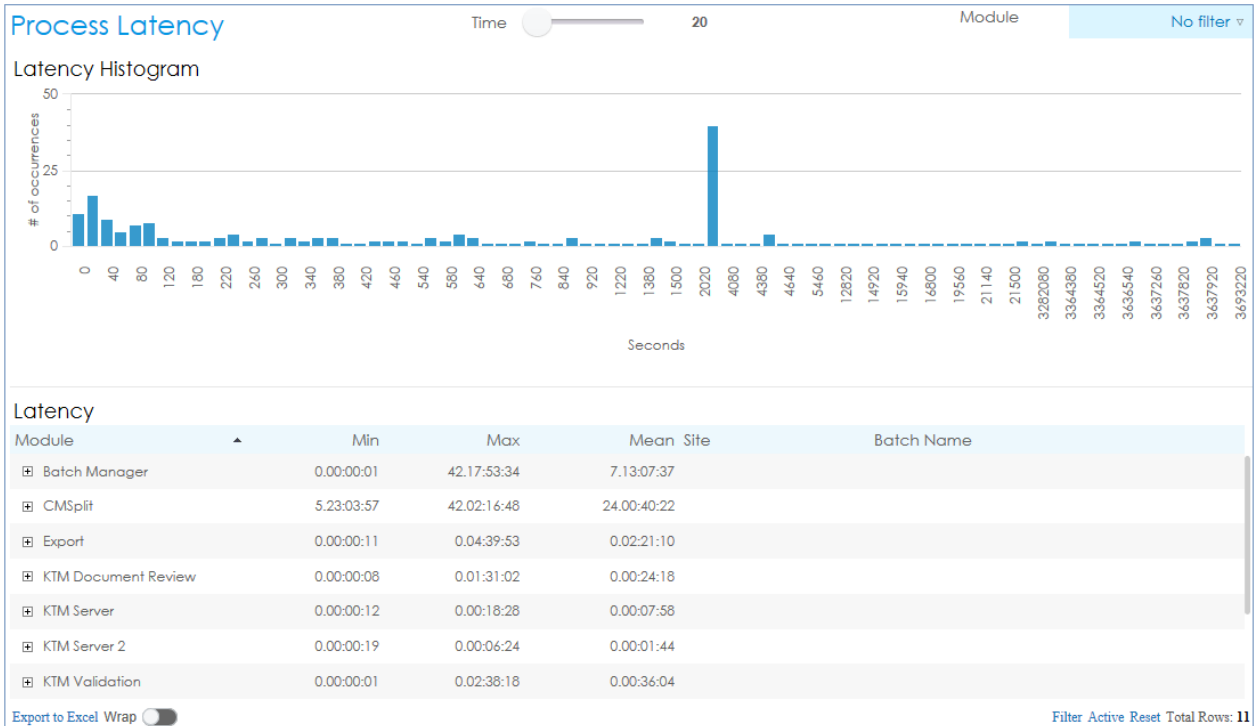 Process Latency Time 20 Module No filter ▿
Latency Histogram
50
25
0
# of occurrences
0 40 80 120 180 220 260 300 340 380 420 460 540 580 640 680 760 840 920 1220 1380 1500 2020 4080 4380 4640 5460 12820 14920 15940 16800 19560 21140 21500 3282080 3364380 3364520 3636540 3637260 3637820 3637920 3693220
Seconds
Latency
Module Min Max Mean Site Batch Name
Batch Manager 0.00:00:01 42.17:53:34 7.13:07:37
CMSplit 5.23:03:57 42.02:16:48 24.00:40:22
Export 0.00:00:11 0.04:39:53 0.02:21:10
KTM Document Review 0.00:00:08 0.01:31:02 0.00:24:18
KTM Server 0.00:00:12 0.00:18:28 0.00:07:58
KTM Server 2 0.00:00:19 0.00:06:24 0.00:01:44
KTM Validation 0.00:00:01 0.02:38:18 0.00:36:04
Export to Excel Wrap Filter Active Reset Total Rows: 11